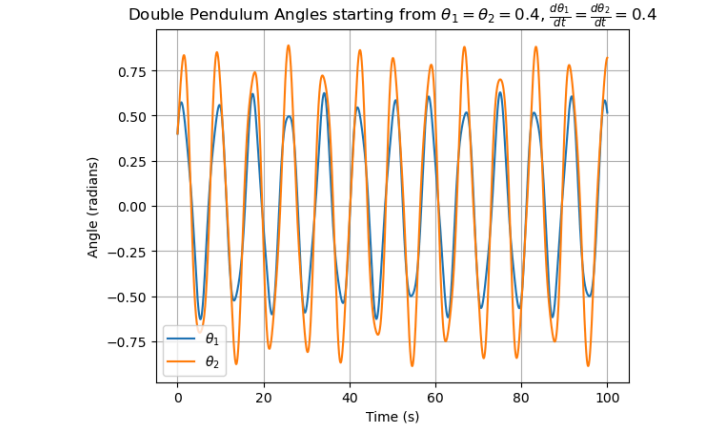 Double Pendulum Angles starting from θ₁ = θ₂ = 0.4, dθ₁/dt = dθ₂/dt = 0.4
0.75
0.50
0.25
0.00
−0.25
−0.50
−0.75
Angle (radians)
θ₁
θ₂
0 20 40 60 80 100
Time (s)